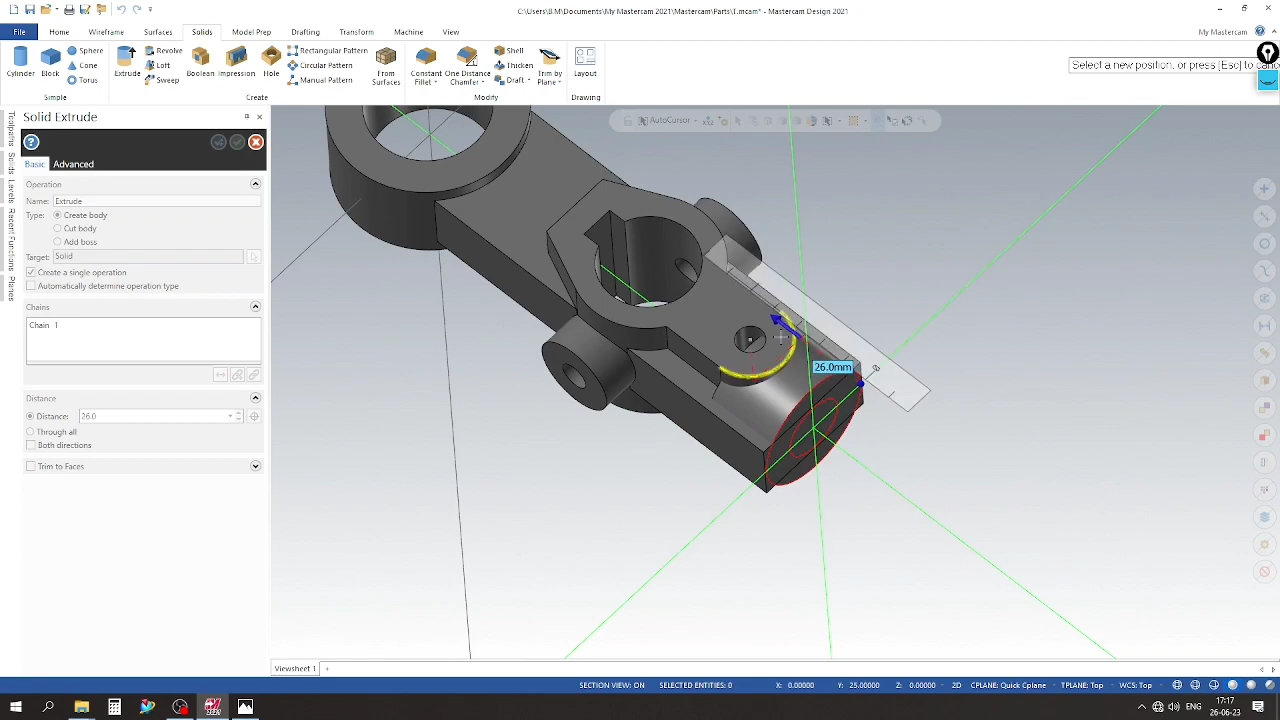 C:\Users\B.M\Documents\My Mastercam 2021\Mastercam\Parts\T.mcam* - Mastercam Design 2021
File Home Wireframe Surfaces Solids Model Prep Drafting Transform Machine View My Mastercam
Cylinder Block Sphere Cone Torus
Extrude Revolve Loft Sweep Boolean Impression Hole Rectangular Pattern Circular Pattern Manual Pattern From Surfaces
Constant Fillet One Distance Chamfer Shell Thicken Draft Trim by Plane Layout
Simple Create Modify Drawing
Select a new position, or press [Esc] to
Solid Extrude
AutoCursor
Toolpaths
Solids
Levels
Recent Functions
Planes
Basic Advanced
Operation
Name: Extrude
Type: Create body
Cut body
Add boss
Target: Solid
Create a single operation
Automatically determine operation type
Chains
Chain 1
Distance
Distance: 26.0
Through all
Both directions
Trim to Faces
26.0mm
Viewsheet 1 +
SECTION VIEW: ON SELECTED ENTITIES: 0 X: 0.00000 Y: 25.00000 Z: 0.00000 2D CPLANE: Quick Cplane TPLANE: Top WCS: Top
ENG 17:17
26-06-23